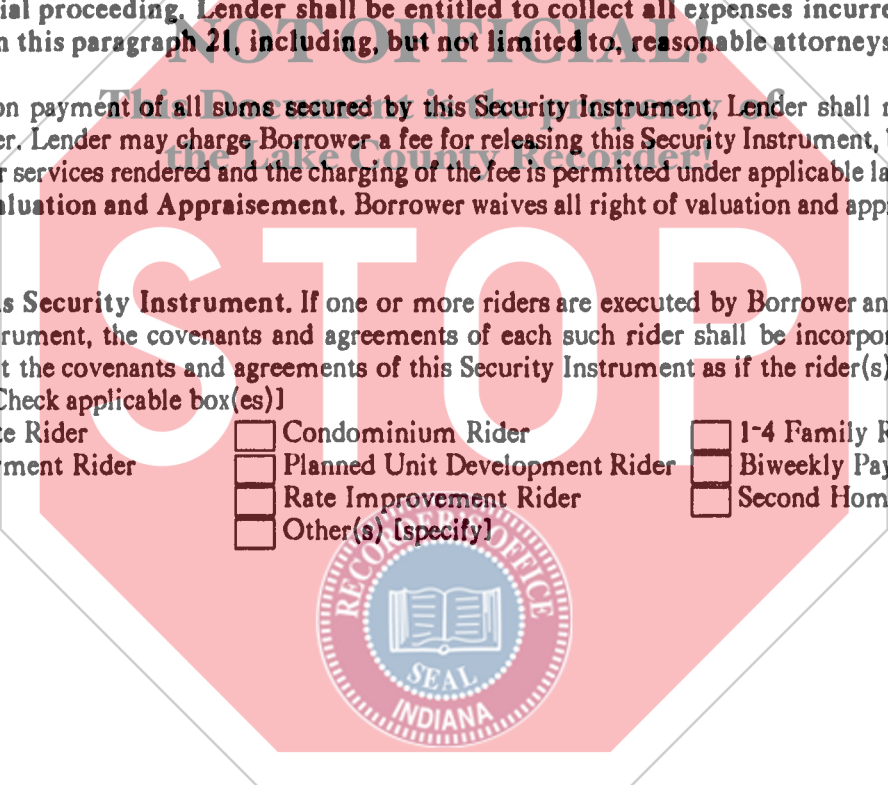 ial proceeding. Lender shall be entitled to collect all expenses incurre
n this paragraph 21, including, but not limited to, reasonable attorneys
NOT OFFICIAL!
on payment of all sums secured by this Security Instrument, Lender shall r
This Document is the property of
er. Lender may charge Borrower a fee for releasing this Security Instrument,
the Lake County Recorder!
r services rendered and the charging of the fee is permitted under applicable la
aluation and Appraisement. Borrower waives all right of valuation and appr
STOP
is Security Instrument. If one or more riders are executed by Borrower an
rument, the covenants and agreements of each such rider shall be incorpor
t the covenants and agreements of this Security Instrument as if the rider(s)
Check applicable box(es)]
te Rider Condominium Rider 1-4 Family R
ment Rider Planned Unit Development Rider Biweekly Pay
Rate Improvement Rider Second Hom
Other(s) [specify]
RECORDER'S OFFICE
SEAL
INDIANA